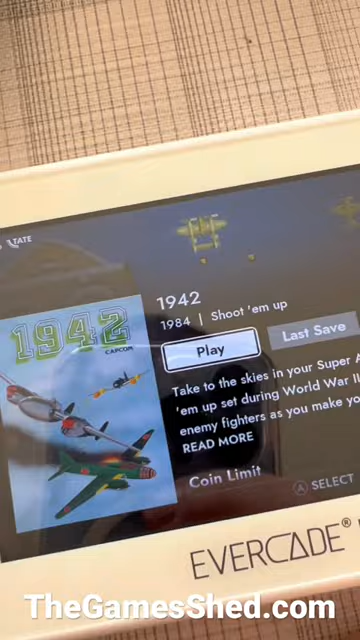 STATE
1942
1984 | Shoot 'em up
Play
Last Save
1942
CAPCOM
Take to the skies in your Super A
'em up set during World War II
enemy fighters as you make yo
READ MORE
Coin Limit
A SELECT
EVERCADE®
TheGamesShed.com